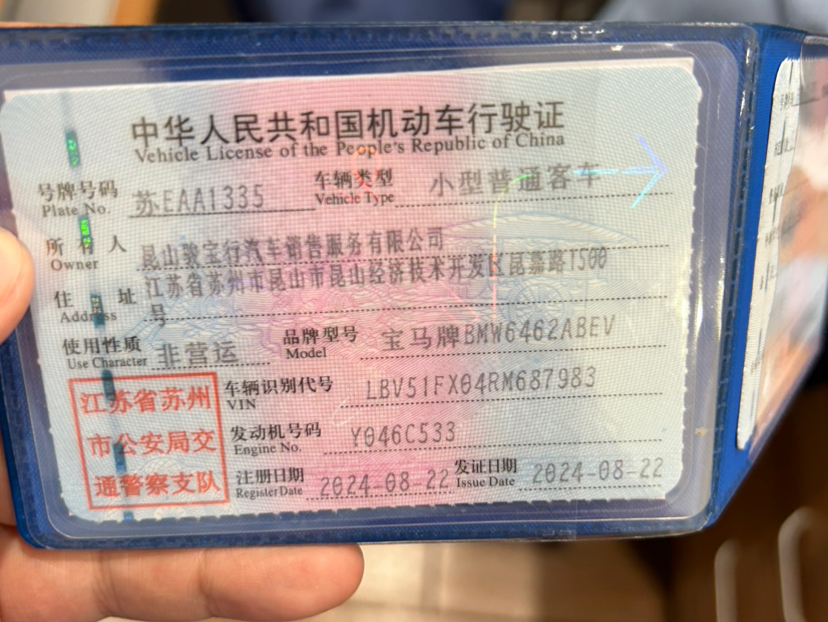 中华人民共和国机动车行驶证
Vehicle License of the People's Republic of China
号牌号码 苏EAA1335 车辆类型 小型普通客车
Plate No. Vehicle Type
所有人 昆山骏宝行汽车销售服务有限公司
Owner
住址 江苏省苏州市昆山市昆山经济技术开发区昆嘉路1500
Address 号
使用性质 非营运 品牌型号 宝马牌BMW6462ABEV
Use Character Model
江苏省苏州
市公安局交
通警察支队
车辆识别代号 LBV51FX04RM687983
VIN
发动机号码 Y046C533
Engine No.
注册日期 2024-08-22 发证日期 2024-08-22
Register Date Issue Date